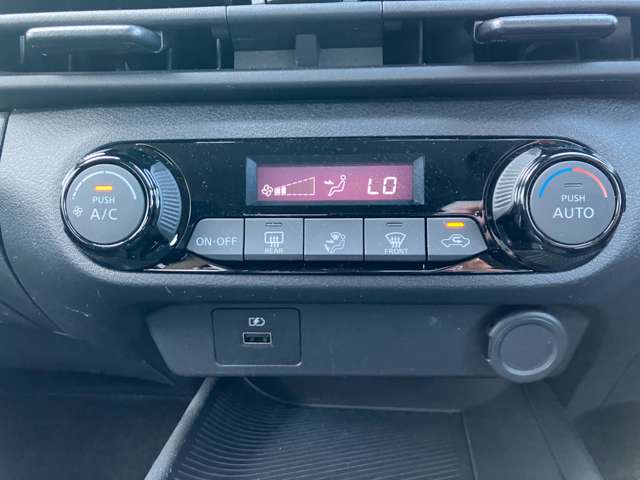 LO
PUSH
A/C
PUSH
AUTO
ON·OFF
REAR
FRONT